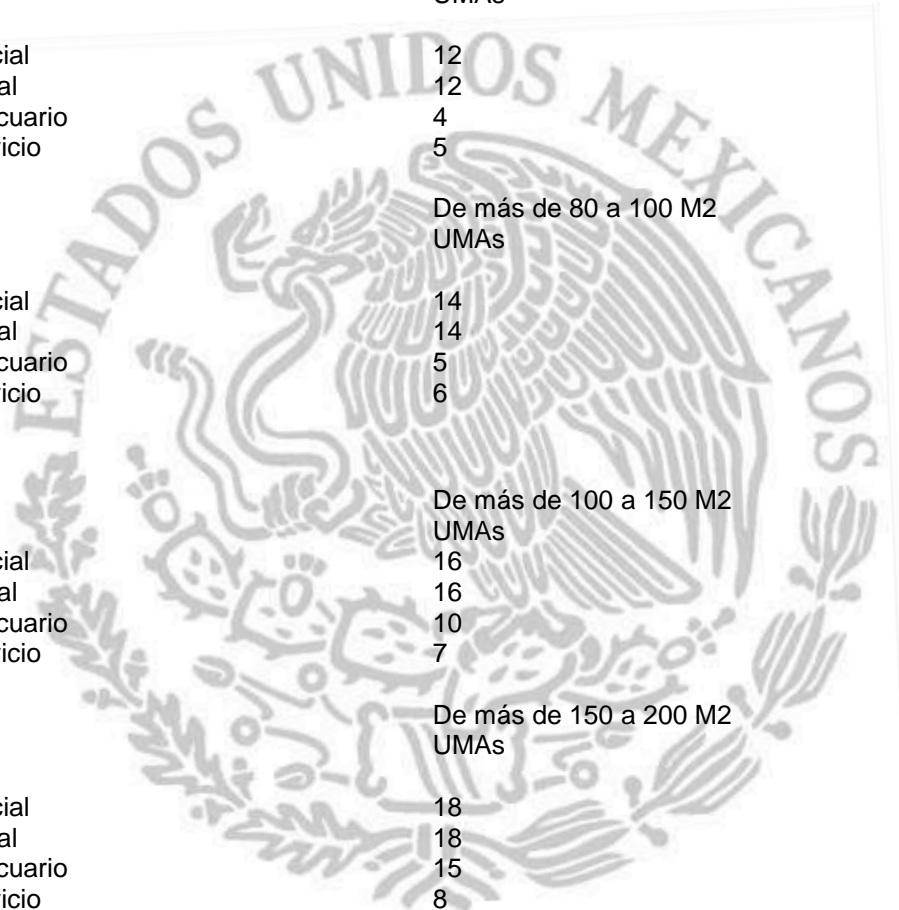 UMAs
cial 12
al 12
cuario 4
icio 5
De más de 80 a 100 M2
UMAs
cial 14
al 14
cuario 5
icio 6
De más de 100 a 150 M2
UMAs
cial 16
al 16
cuario 10
icio 7
De más de 150 a 200 M2
UMAs
cial 18
al 18
cuario 15
icio 8
ESTADOS UNIDOS MEXICANOS